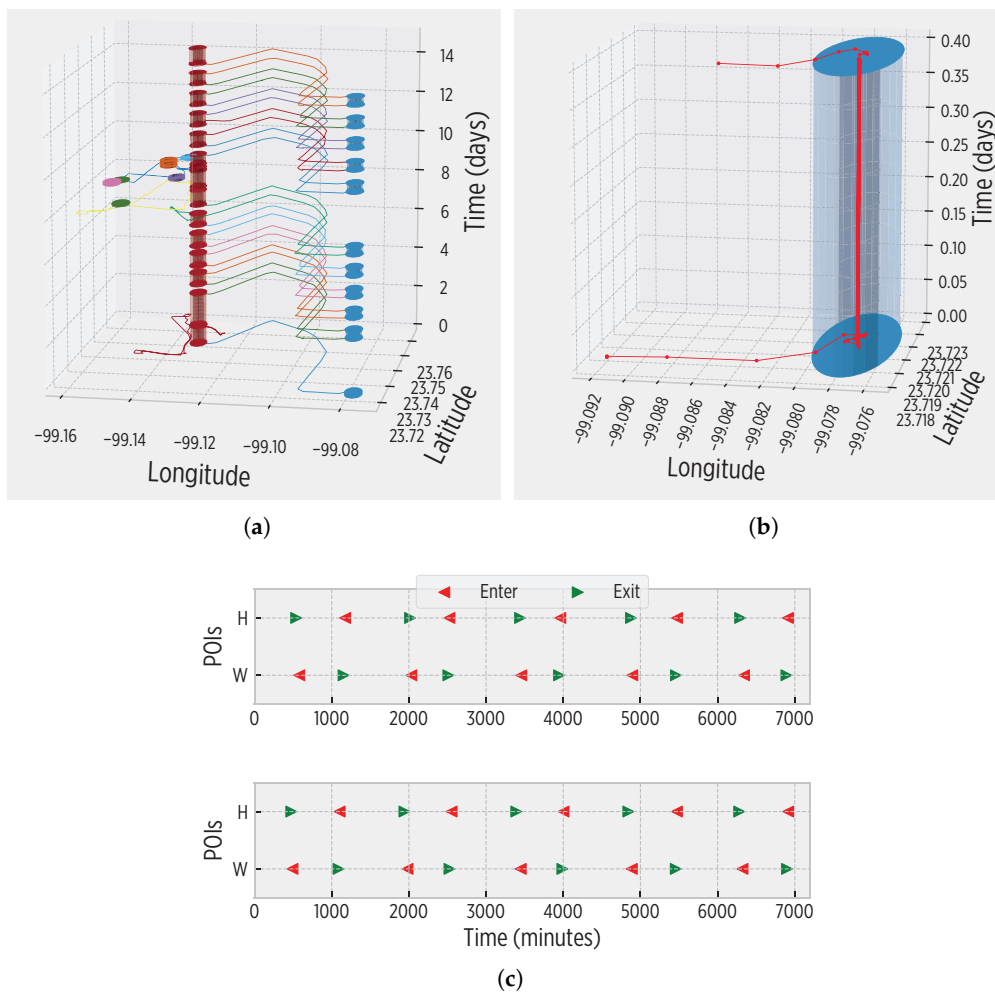 14
12
10
8
6
4
2
0
Time (days)
23.76
23.75
23.74
23.73
23.72
Latitude
−99.16
−99.14
−99.12
−99.10
−99.08
Longitude
(a)
0.40
0.35
0.30
0.25
0.20
0.15
0.10
0.05
0.00
Time (days)
23.723
23.722
23.721
23.720
23.719
23.718
Latitude
−99.092
−99.090
−99.088
−99.086
−99.084
−99.082
−99.080
−99.078
−99.076
Longitude
(b)
Enter Exit
H
W
POIs
0 1000 2000 3000 4000 5000 6000 7000
H
W
POIs
0 1000 2000 3000 4000 5000 6000 7000
Time (minutes)
(c)